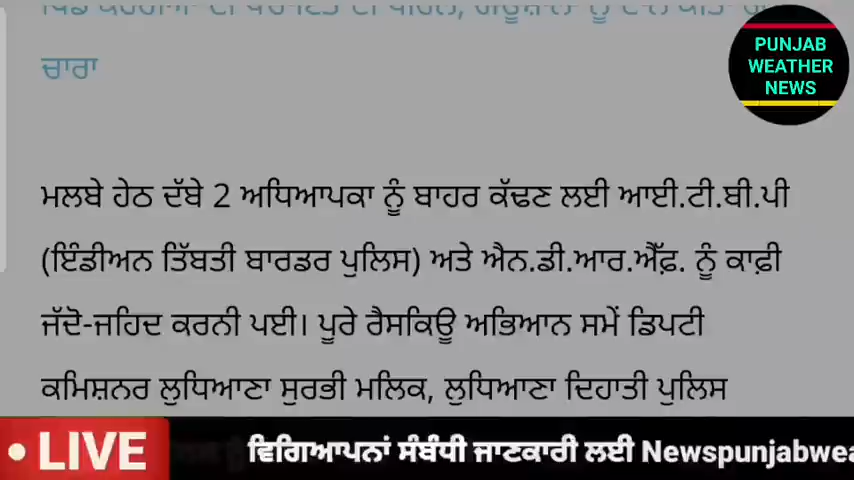 ਚਾਰਾ
PUNJAB
WEATHER
NEWS
ਮਲਬੇ ਹੇਠ ਦੱਬੇ 2 ਅਧਿਆਪਕਾ ਨੂੰ ਬਾਹਰ ਕੱਢਣ ਲਈ ਆਈ.ਟੀ.ਬੀ.ਪੀ
(ਇੰਡੀਅਨ ਤਿੱਬਤੀ ਬਾਰਡਰ ਪੁਲਿਸ) ਅਤੇ ਐਨ.ਡੀ.ਆਰ.ਐੱਫ਼. ਨੂੰ ਕਾਫ਼ੀ
ਜੱਦੋ-ਜਹਿਦ ਕਰਨੀ ਪਈ। ਪੂਰੇ ਰੈਸਕਿਊ ਅਭਿਆਨ ਸਮੇਂ ਡਿਪਟੀ
ਕਮਿਸ਼ਨਰ ਲੁਧਿਆਣਾ ਸੁਰਭੀ ਮਲਿਕ, ਲੁਧਿਆਣਾ ਦਿਹਾਤੀ ਪੁਲਿਸ
LIVE ਵਿਗਿਆਪਨਾਂ ਸੰਬੰਧੀ ਜਾਣਕਾਰੀ ਲਈ Newspunjabwea